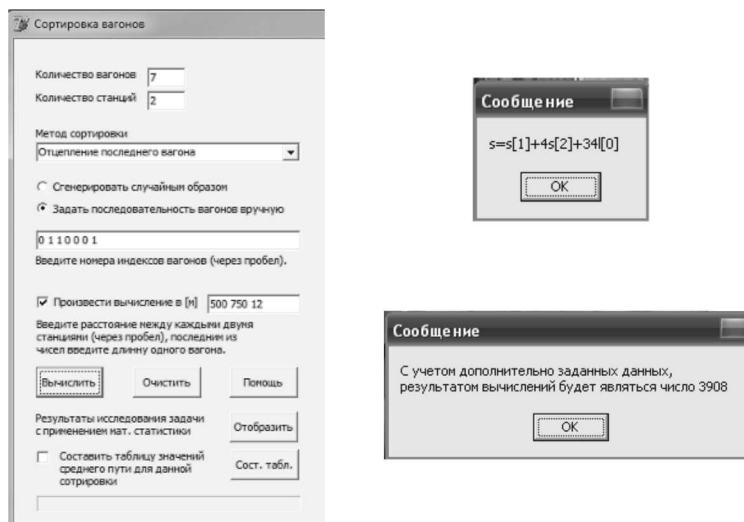 Сортировка вагонов
Количество вагонов 7
Количество станций 2
Метод сортировки
Отцепление последнего вагона
Сгенерировать случайным образом
Задать последовательность вагонов вручную
0 1 1 0 0 0 1
Введите номера индексов вагонов (через пробел).
Произвести вычисление в [м] 500 750 12
Введите расстояние между каждыми двумя
станциями (через пробел), последним из
чисел введите длинну одного вагона.
Вычислить Очистить Помощь
Результаты исследования задачи
с применением мат. статистики
Отобразить
Составить таблицу значений
среднего пути для данной
сотрировки
Сост. табл.
Сообщение
s=s[1]+4s[2]+34l[0]
OK
Сообщение
С учетом дополнительно заданных данных,
результатом вычислений будет являться число 3908
OK